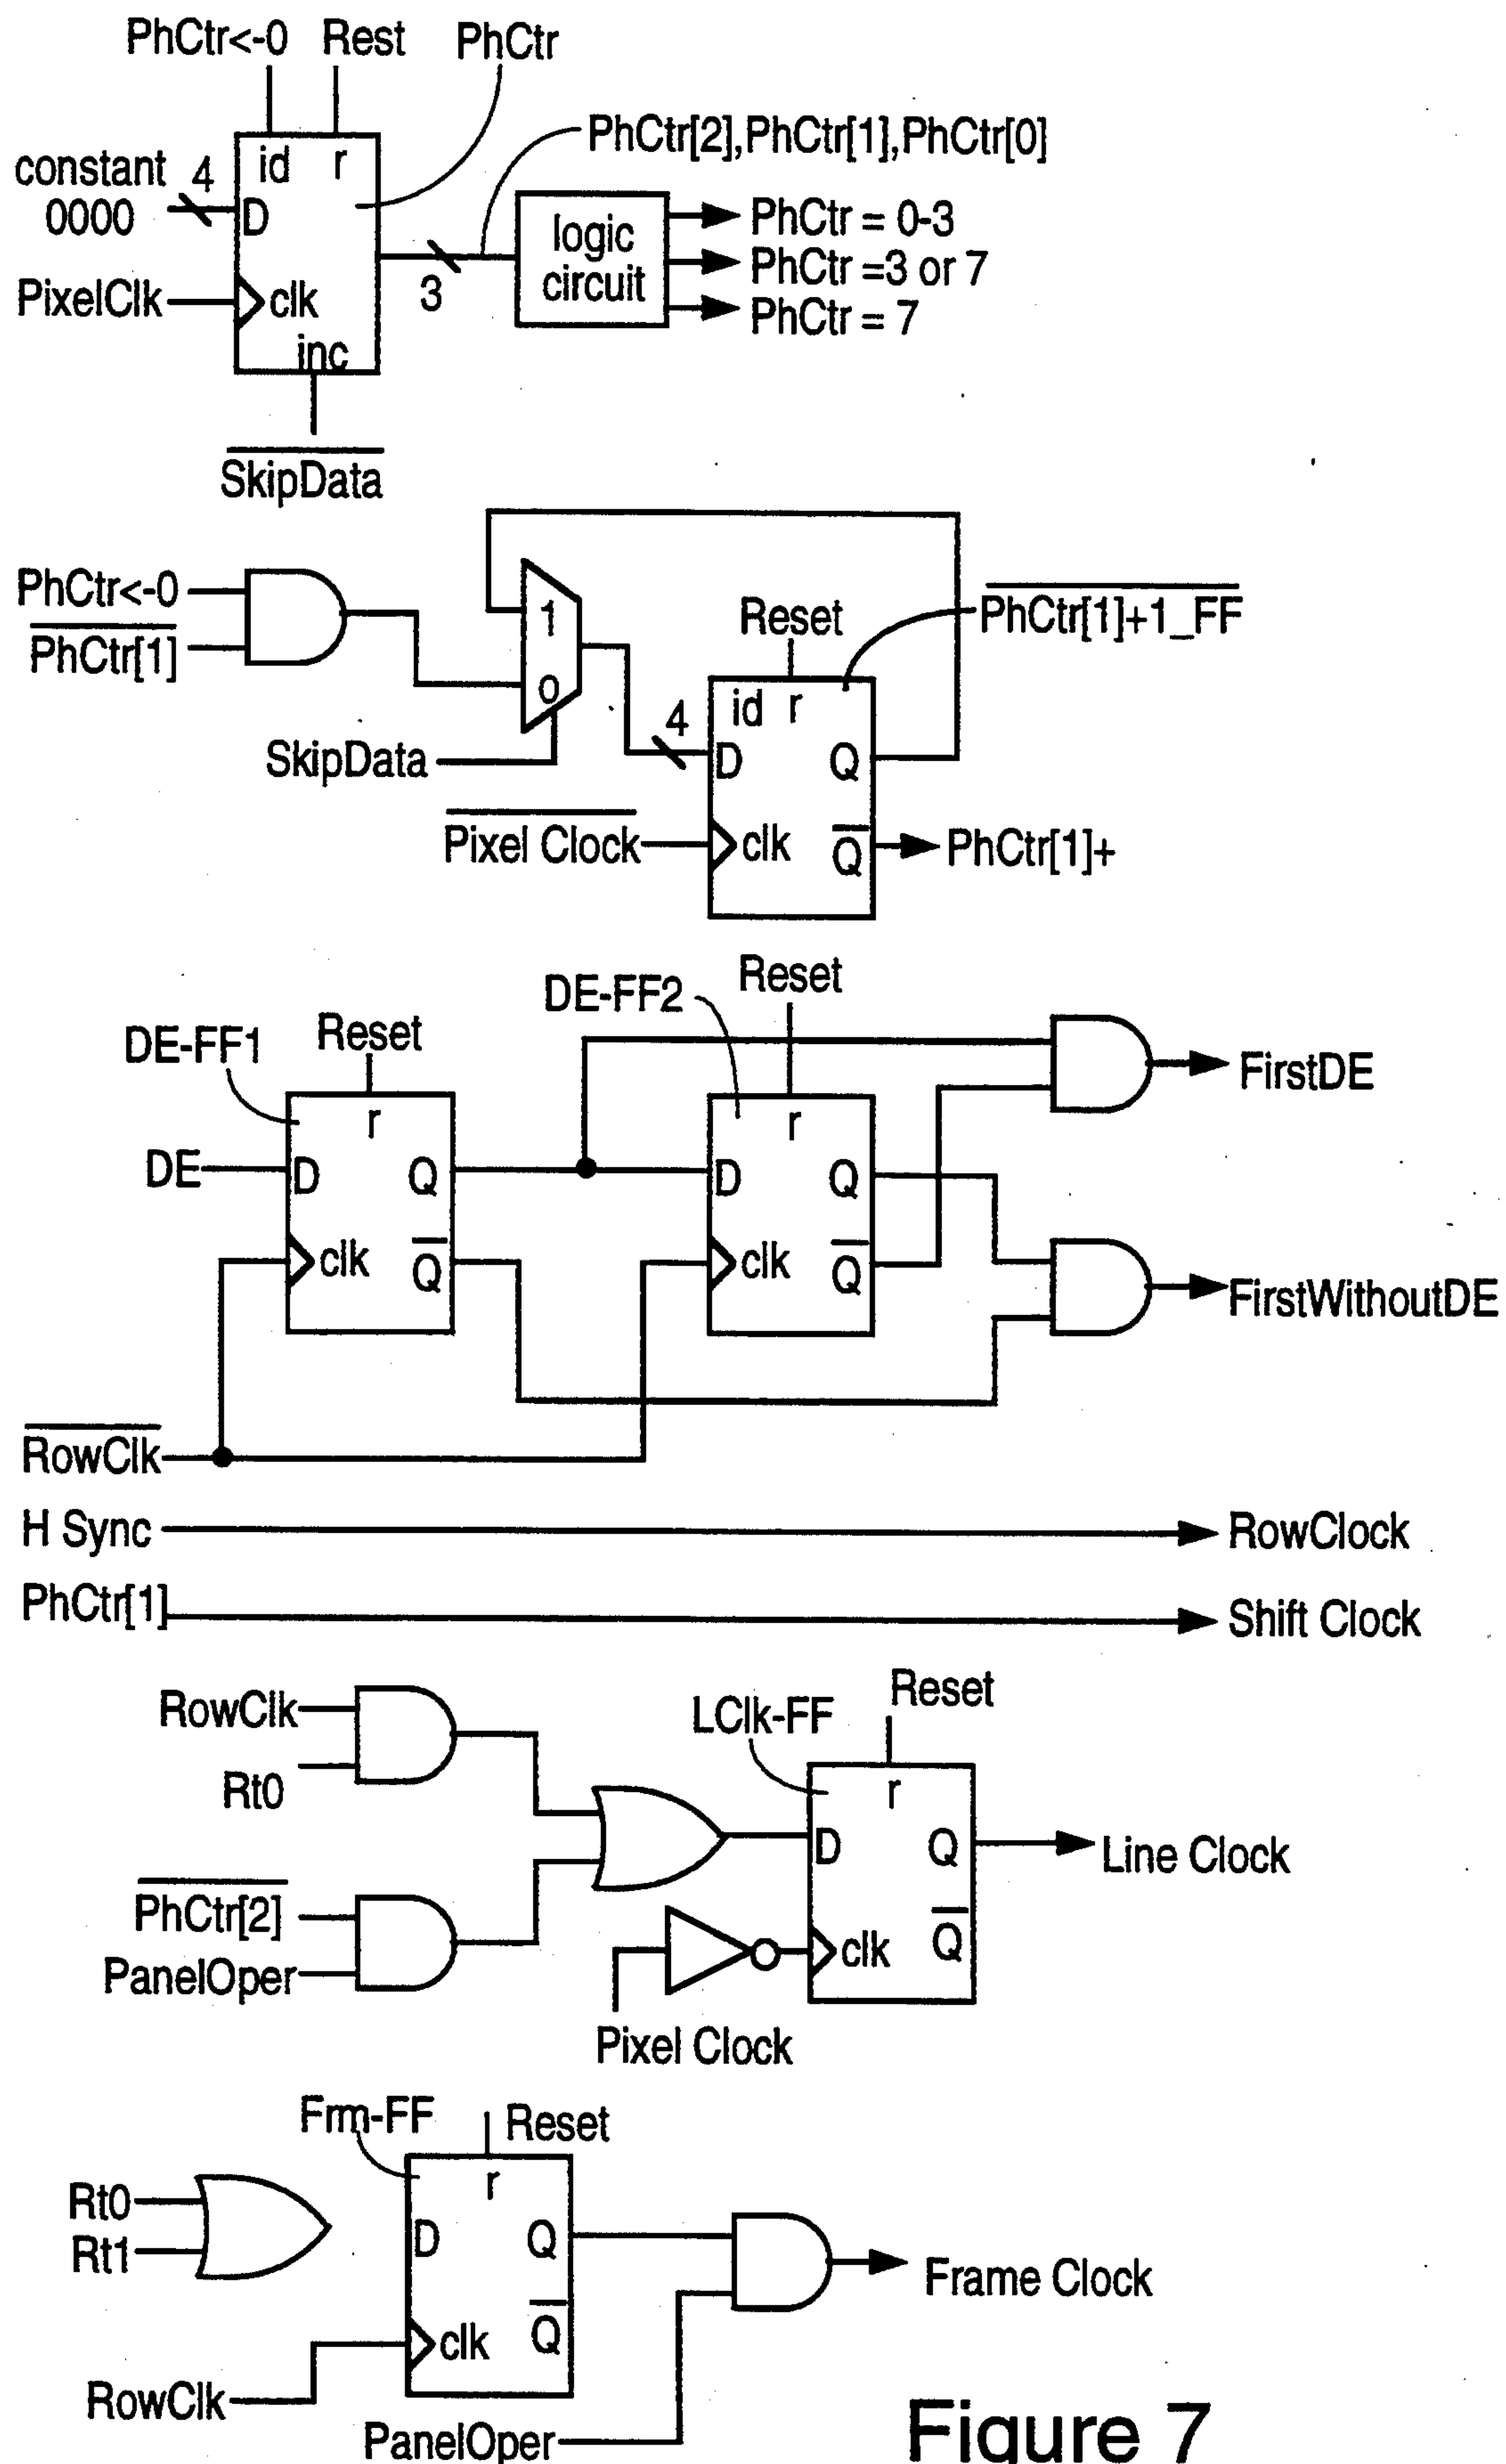 PhCtr<-0 Rest PhCtr
PhCtr[2],PhCtr[1],PhCtr[0]
constant
0000
4
id r
D
PixelClk
clk
inc
3
logic
circuit
PhCtr = 0-3
PhCtr =3 or 7
PhCtr = 7
SkipData
PhCtr<-0
PhCtr[1]
1
0
SkipData
4
Reset
PhCtr[1]+1_FF
id r
D Q
Pixel Clock
clk Q
PhCtr[1]+
DE-FF1
Reset
DE-FF2
Reset
FirstDE
r
r
DE
D Q
D Q
clk Q
clk Q
FirstWithoutDE
RowClk
H Sync
RowClock
PhCtr[1]
Shift Clock
RowClk
Rt0
LClk-FF
Reset
r
D Q
Line Clock
PhCtr[2]
PanelOper
clk Q
Pixel Clock
Frm-FF
Reset
r
Rt0
Rt1
D Q
Frame Clock
clk Q
RowClk
PanelOper
Figure 7